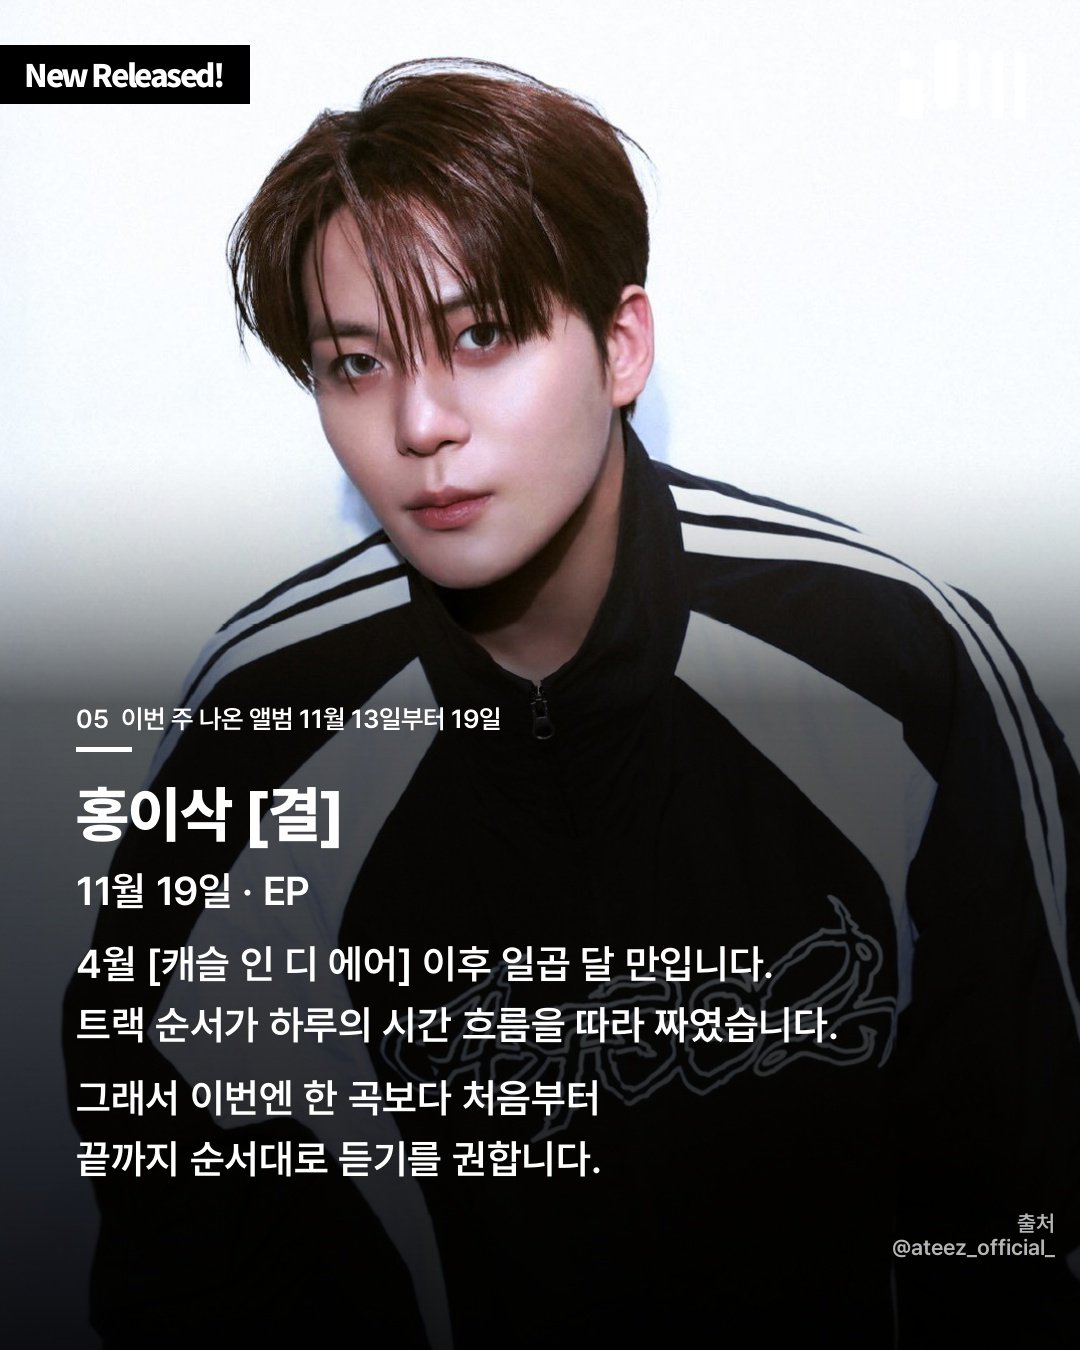 New Released!
05 이번 주 나온 앨범 11월 13일부터 19일
홍이삭 [결]
11월 19일 · EP
4월 [캐슬 인 디 에어] 이후 일곱 달 만입니다.
트랙 순서가 하루의 시간 흐름을 따라 짜였습니다.
그래서 이번엔 한 곡보다 처음부터
끝까지 순서대로 듣기를 권합니다.
출처
@ateez_official_